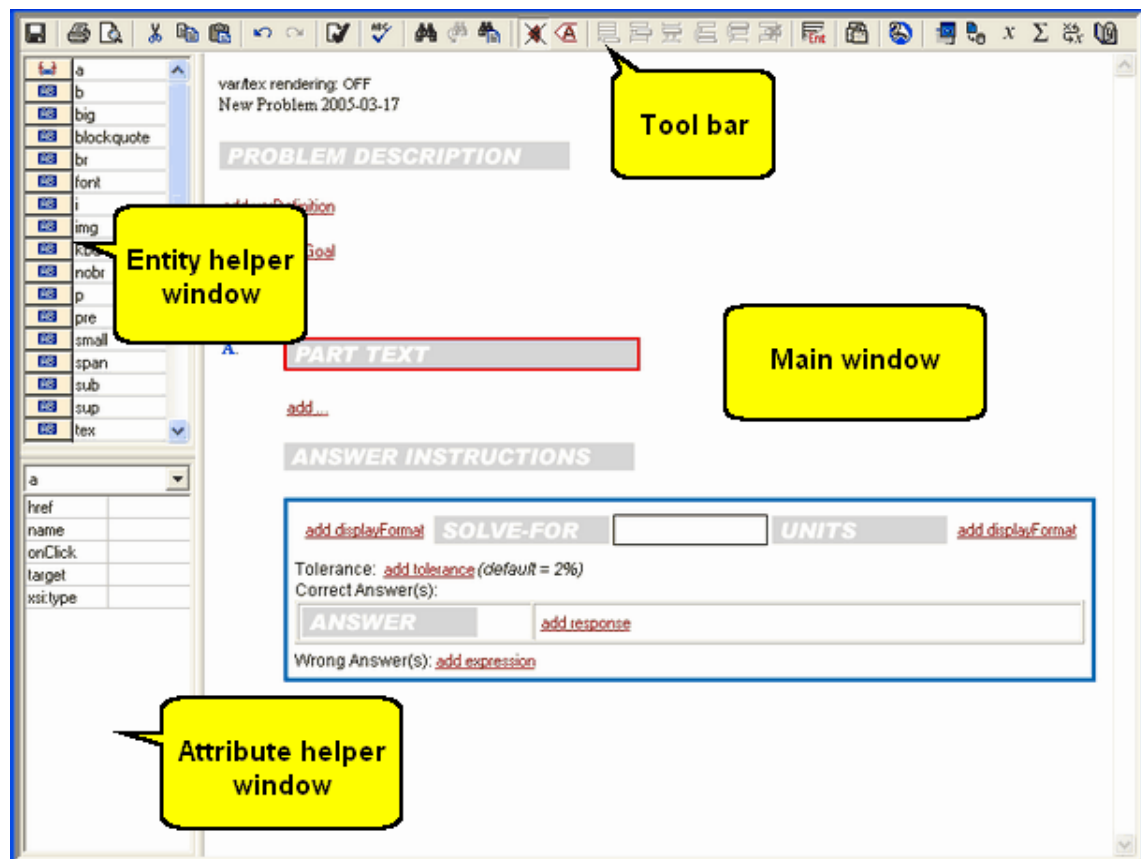 a
b
big
blockquote
br
font
i
img
nobr
p
pre
small
span
sub
sup
tex
a
href
name
onClick
target
xsi:type
var/tex rendering: OFF
New Problem 2005-03-17
PROBLEM DESCRIPTION
Tool bar
Entity helper
window
Main window
A.
PART TEXT
add...
ANSWER INSTRUCTIONS
add displayFormat SOLVE-FOR UNITS add displayFormat
Tolerance: add tolerance (default = 2%)
Correct Answer(s):
ANSWER add response
Wrong Answer(s): add expression
Attribute helper
window